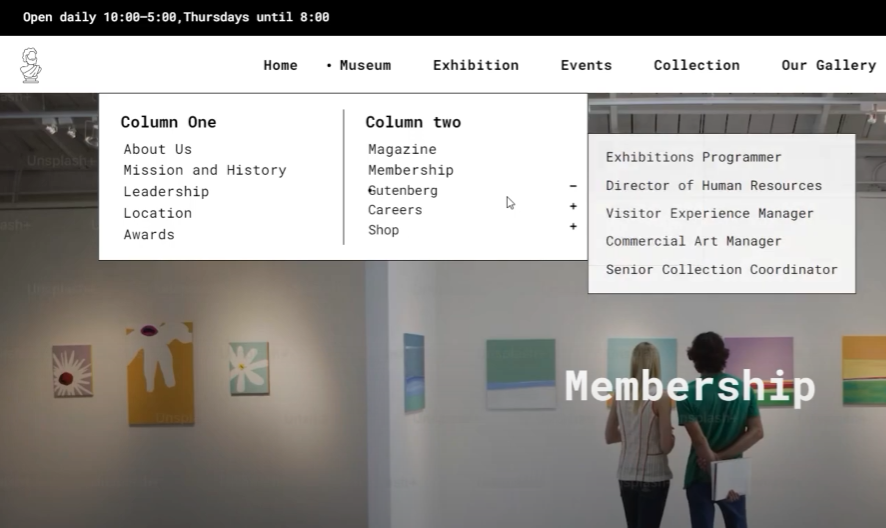 Open daily 10:00–5:00,Thursdays until 8:00
Home • Museum Exhibition Events Collection Our Gallery
Column One
About Us
Mission and History
Leadership
Location
Awards
Column two
Magazine
Membership
Gutenberg −
Careers +
Shop +
Exhibitions Programmer
Director of Human Resources
Visitor Experience Manager
Commercial Art Manager
Senior Collection Coordinator
Unsplash+
Unsplash+
Membership